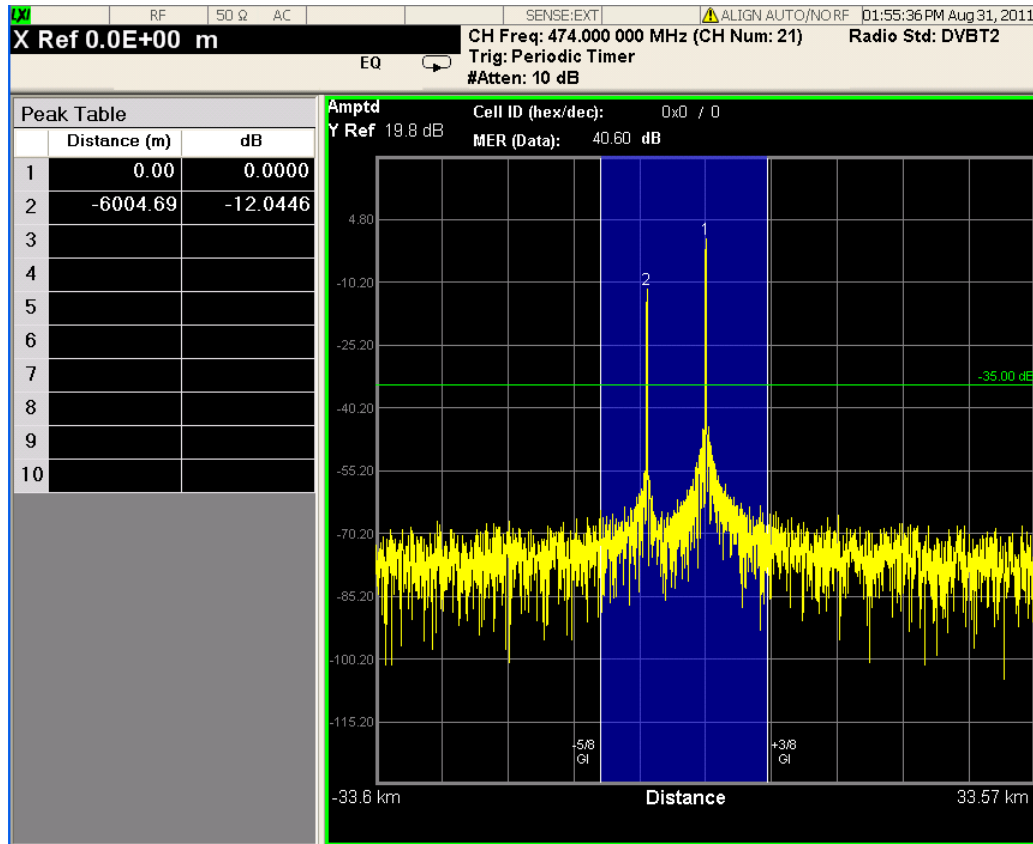 LXI RF 50 Ω AC SENSE:EXT ALIGN AUTO/NO RF 01:55:36 PM Aug 31, 2011
X Ref 0.0E+00 m
CH Freq: 474.000 000 MHz (CH Num: 21) Radio Std: DVBT2
EQ Trig: Periodic Timer
#Atten: 10 dB
Peak Table
Distance (m) dB
1 0.00 0.0000
2 -6004.69 -12.0446
3
4
5
6
7
8
9
10
Amptd
Y Ref 19.8 dB
Cell ID (hex/dec): 0x0 / 0
MER (Data): 40.60 dB
4.80
-10.20
-25.20
-40.20
-55.20
-70.20
-85.20
-100.20
-115.20
1
2
-35.00 dB
-5/8
GI
+3/8
GI
-33.6 km Distance 33.57 km